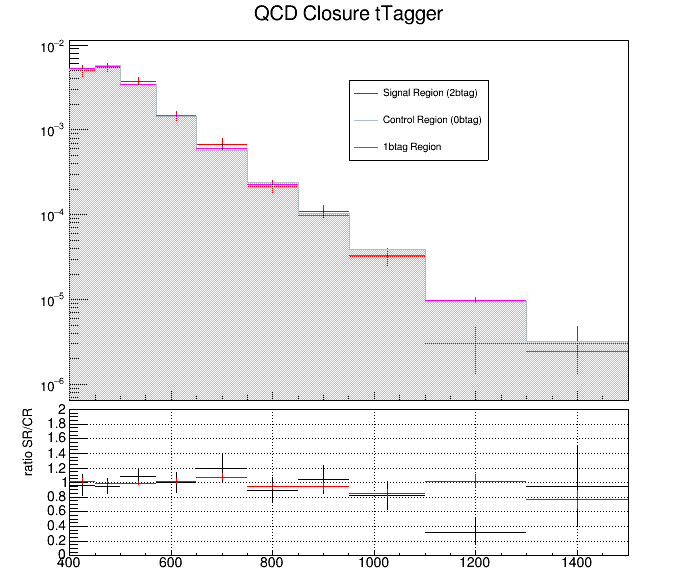 QCD Closure tTagger
10⁻²
10⁻³
10⁻⁴
10⁻⁵
10⁻⁶
Signal Region (2btag)
Control Region (0btag)
1btag Region
ratio SR/CR
2
1.8
1.6
1.4
1.2
1
0.8
0.6
0.4
0.2
0
400 600 800 1000 1200 1400